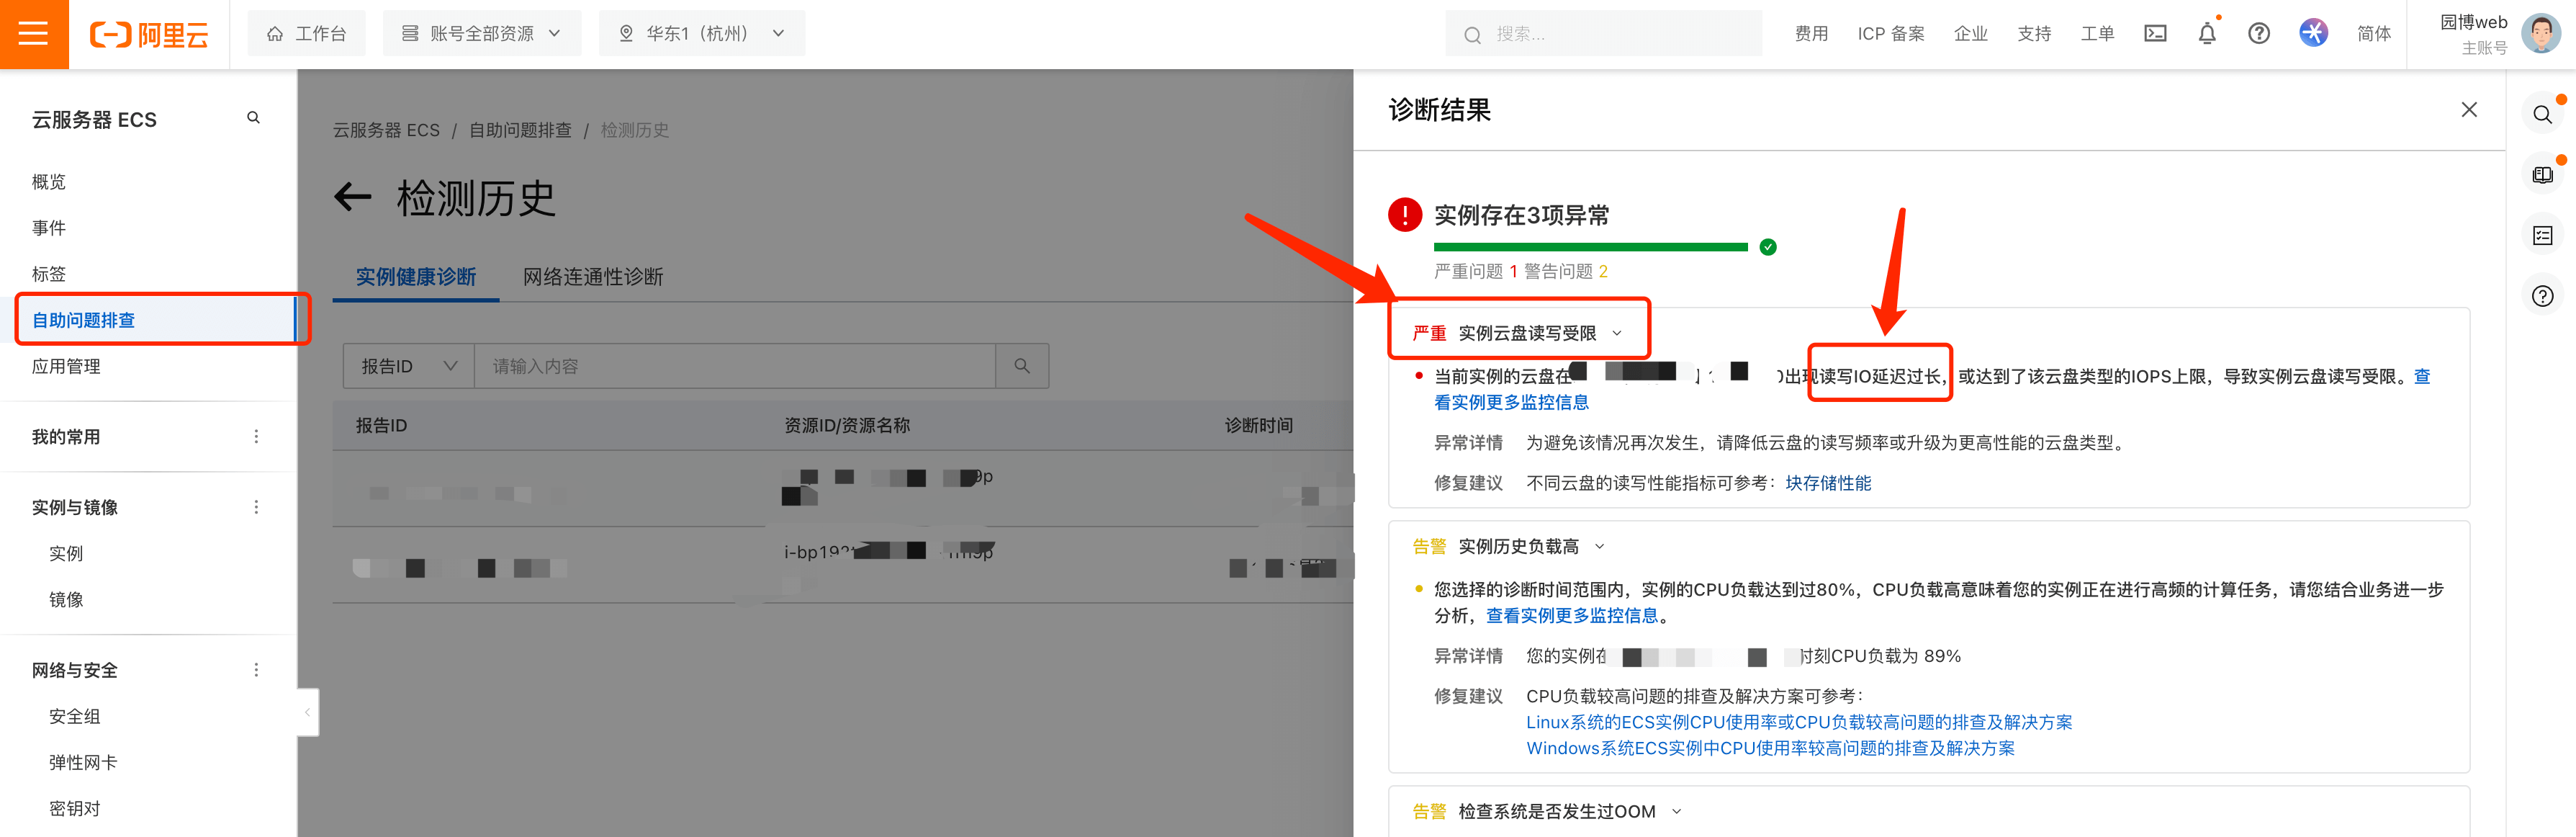 阿里云
工作台
账号全部资源
华东1（杭州）
搜索...
费用
ICP 备案
企业
支持
工单
简体
园博web
主账号
云服务器 ECS
概览
事件
标签
自助问题排查
应用管理
我的常用
实例与镜像
实例
镜像
网络与安全
安全组
弹性网卡
密钥对
云服务器 ECS / 自助问题排查 / 检测历史
检测历史
实例健康诊断
网络连通性诊断
报告ID
请输入内容
报告ID
资源ID/资源名称
诊断时间
诊断结果
实例存在3项异常
严重问题 1 警告问题 2
严重 实例云盘读写受限
当前实例的云盘在 出现读写IO延迟过长，或达到了该云盘类型的IOPS上限，导致实例云盘读写受限。查
看实例更多监控信息
异常详情 为避免该情况再次发生，请降低云盘的读写频率或升级为更高性能的云盘类型。
修复建议 不同云盘的读写性能指标可参考：块存储性能
告警 实例历史负载高
您选择的诊断时间范围内，实例的CPU负载达到过80%，CPU负载高意味着您的实例正在进行高频的计算任务，请您结合业务进一步
分析，查看实例更多监控信息。
异常详情 您的实例在 时刻CPU负载为 89%
修复建议 CPU负载较高问题的排查及解决方案可参考：
Linux系统的ECS实例CPU使用率或CPU负载较高问题的排查及解决方案
Windows系统ECS实例中CPU使用率较高问题的排查及解决方案
告警 检查系统是否发生过OOM